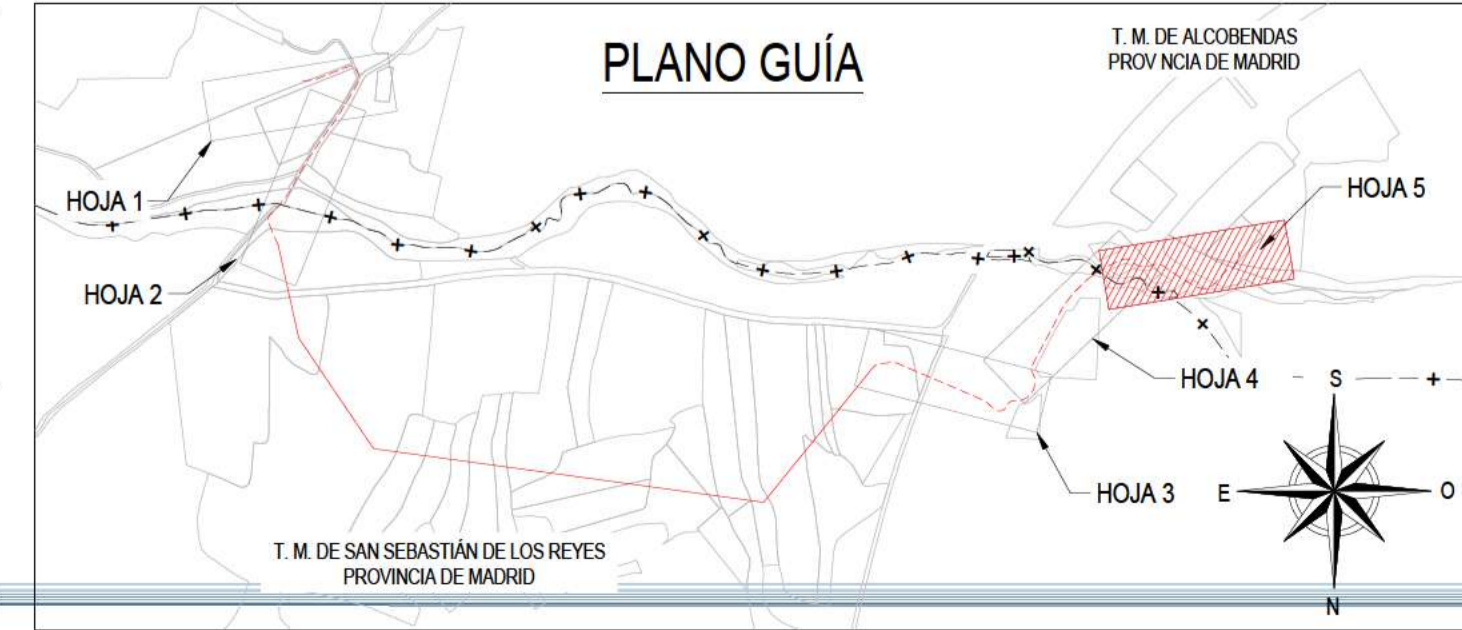 PLANO GUÍA
T. M. DE ALCOBENDAS
PROV NCIA DE MADRID
HOJA 1
HOJA 5
HOJA 2
HOJA 4
S
HOJA 3
E
O
T. M. DE SAN SEBASTIÁN DE LOS REYES
PROVINCIA DE MADRID
N